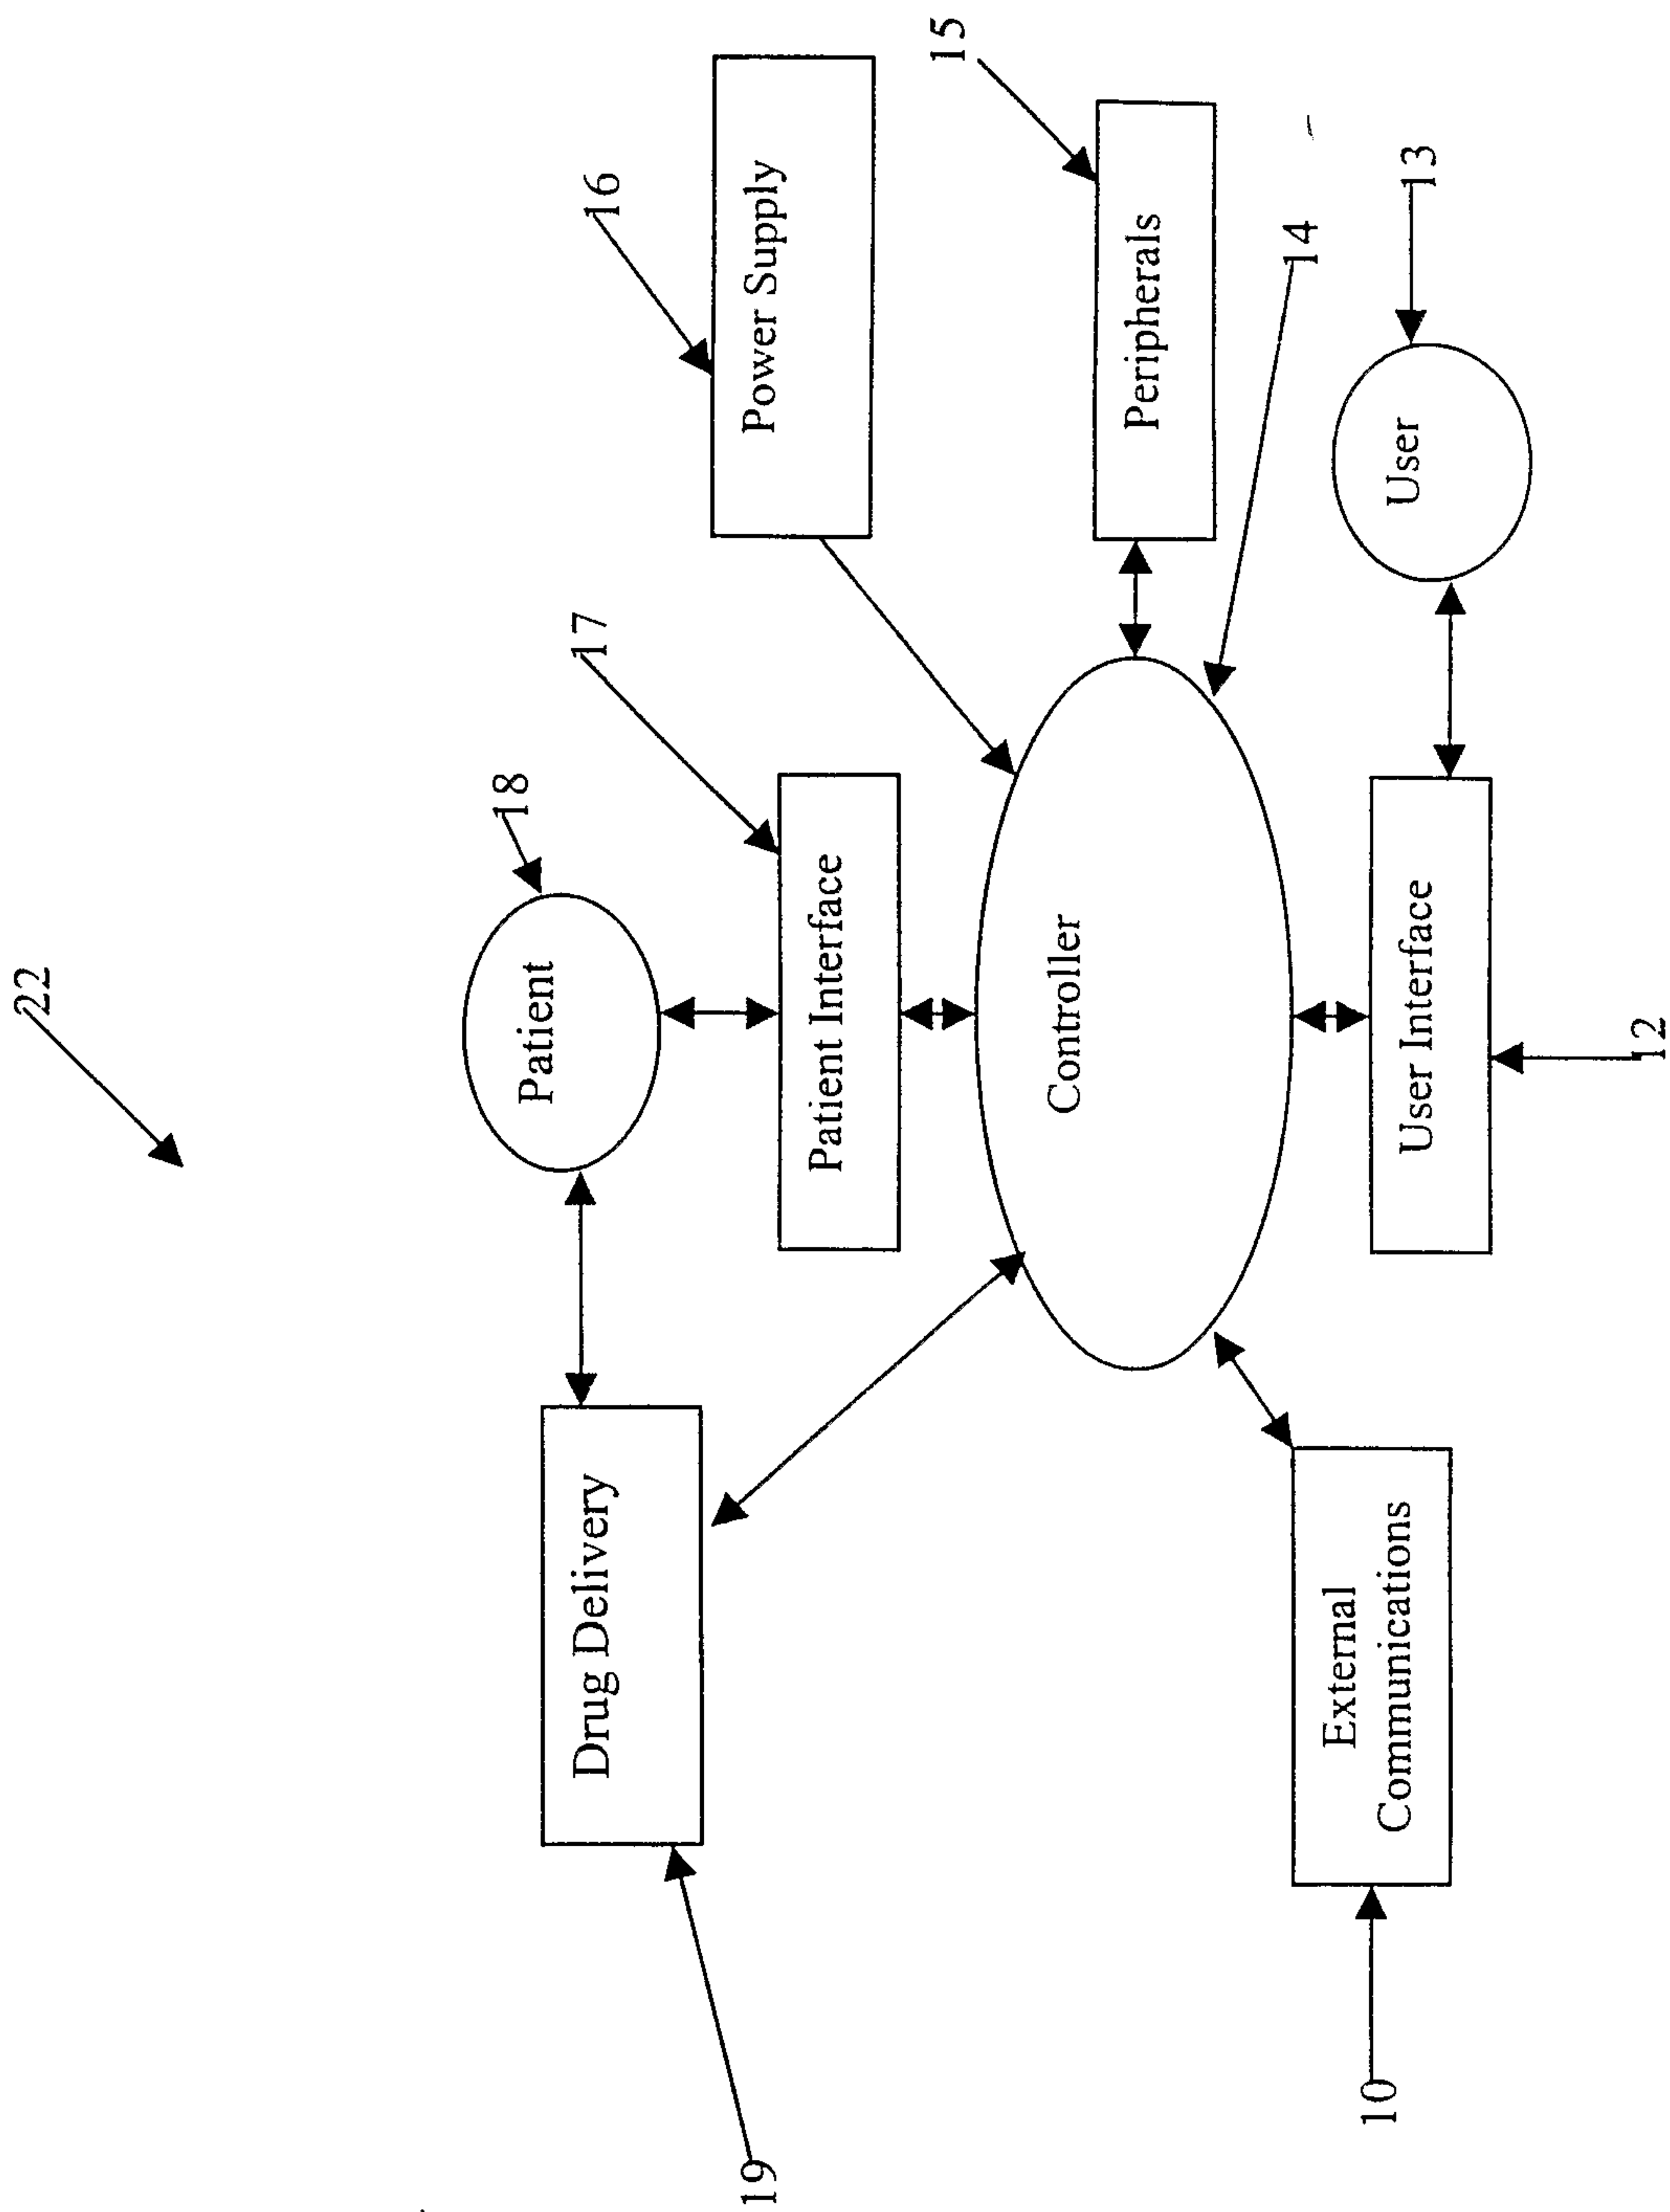 22
18
Patient
17
16
Drug Delivery
19
Power Supply
Patient Interface
15
Controller
Peripherals
14
External
Communications
10
User Interface
User
13
12